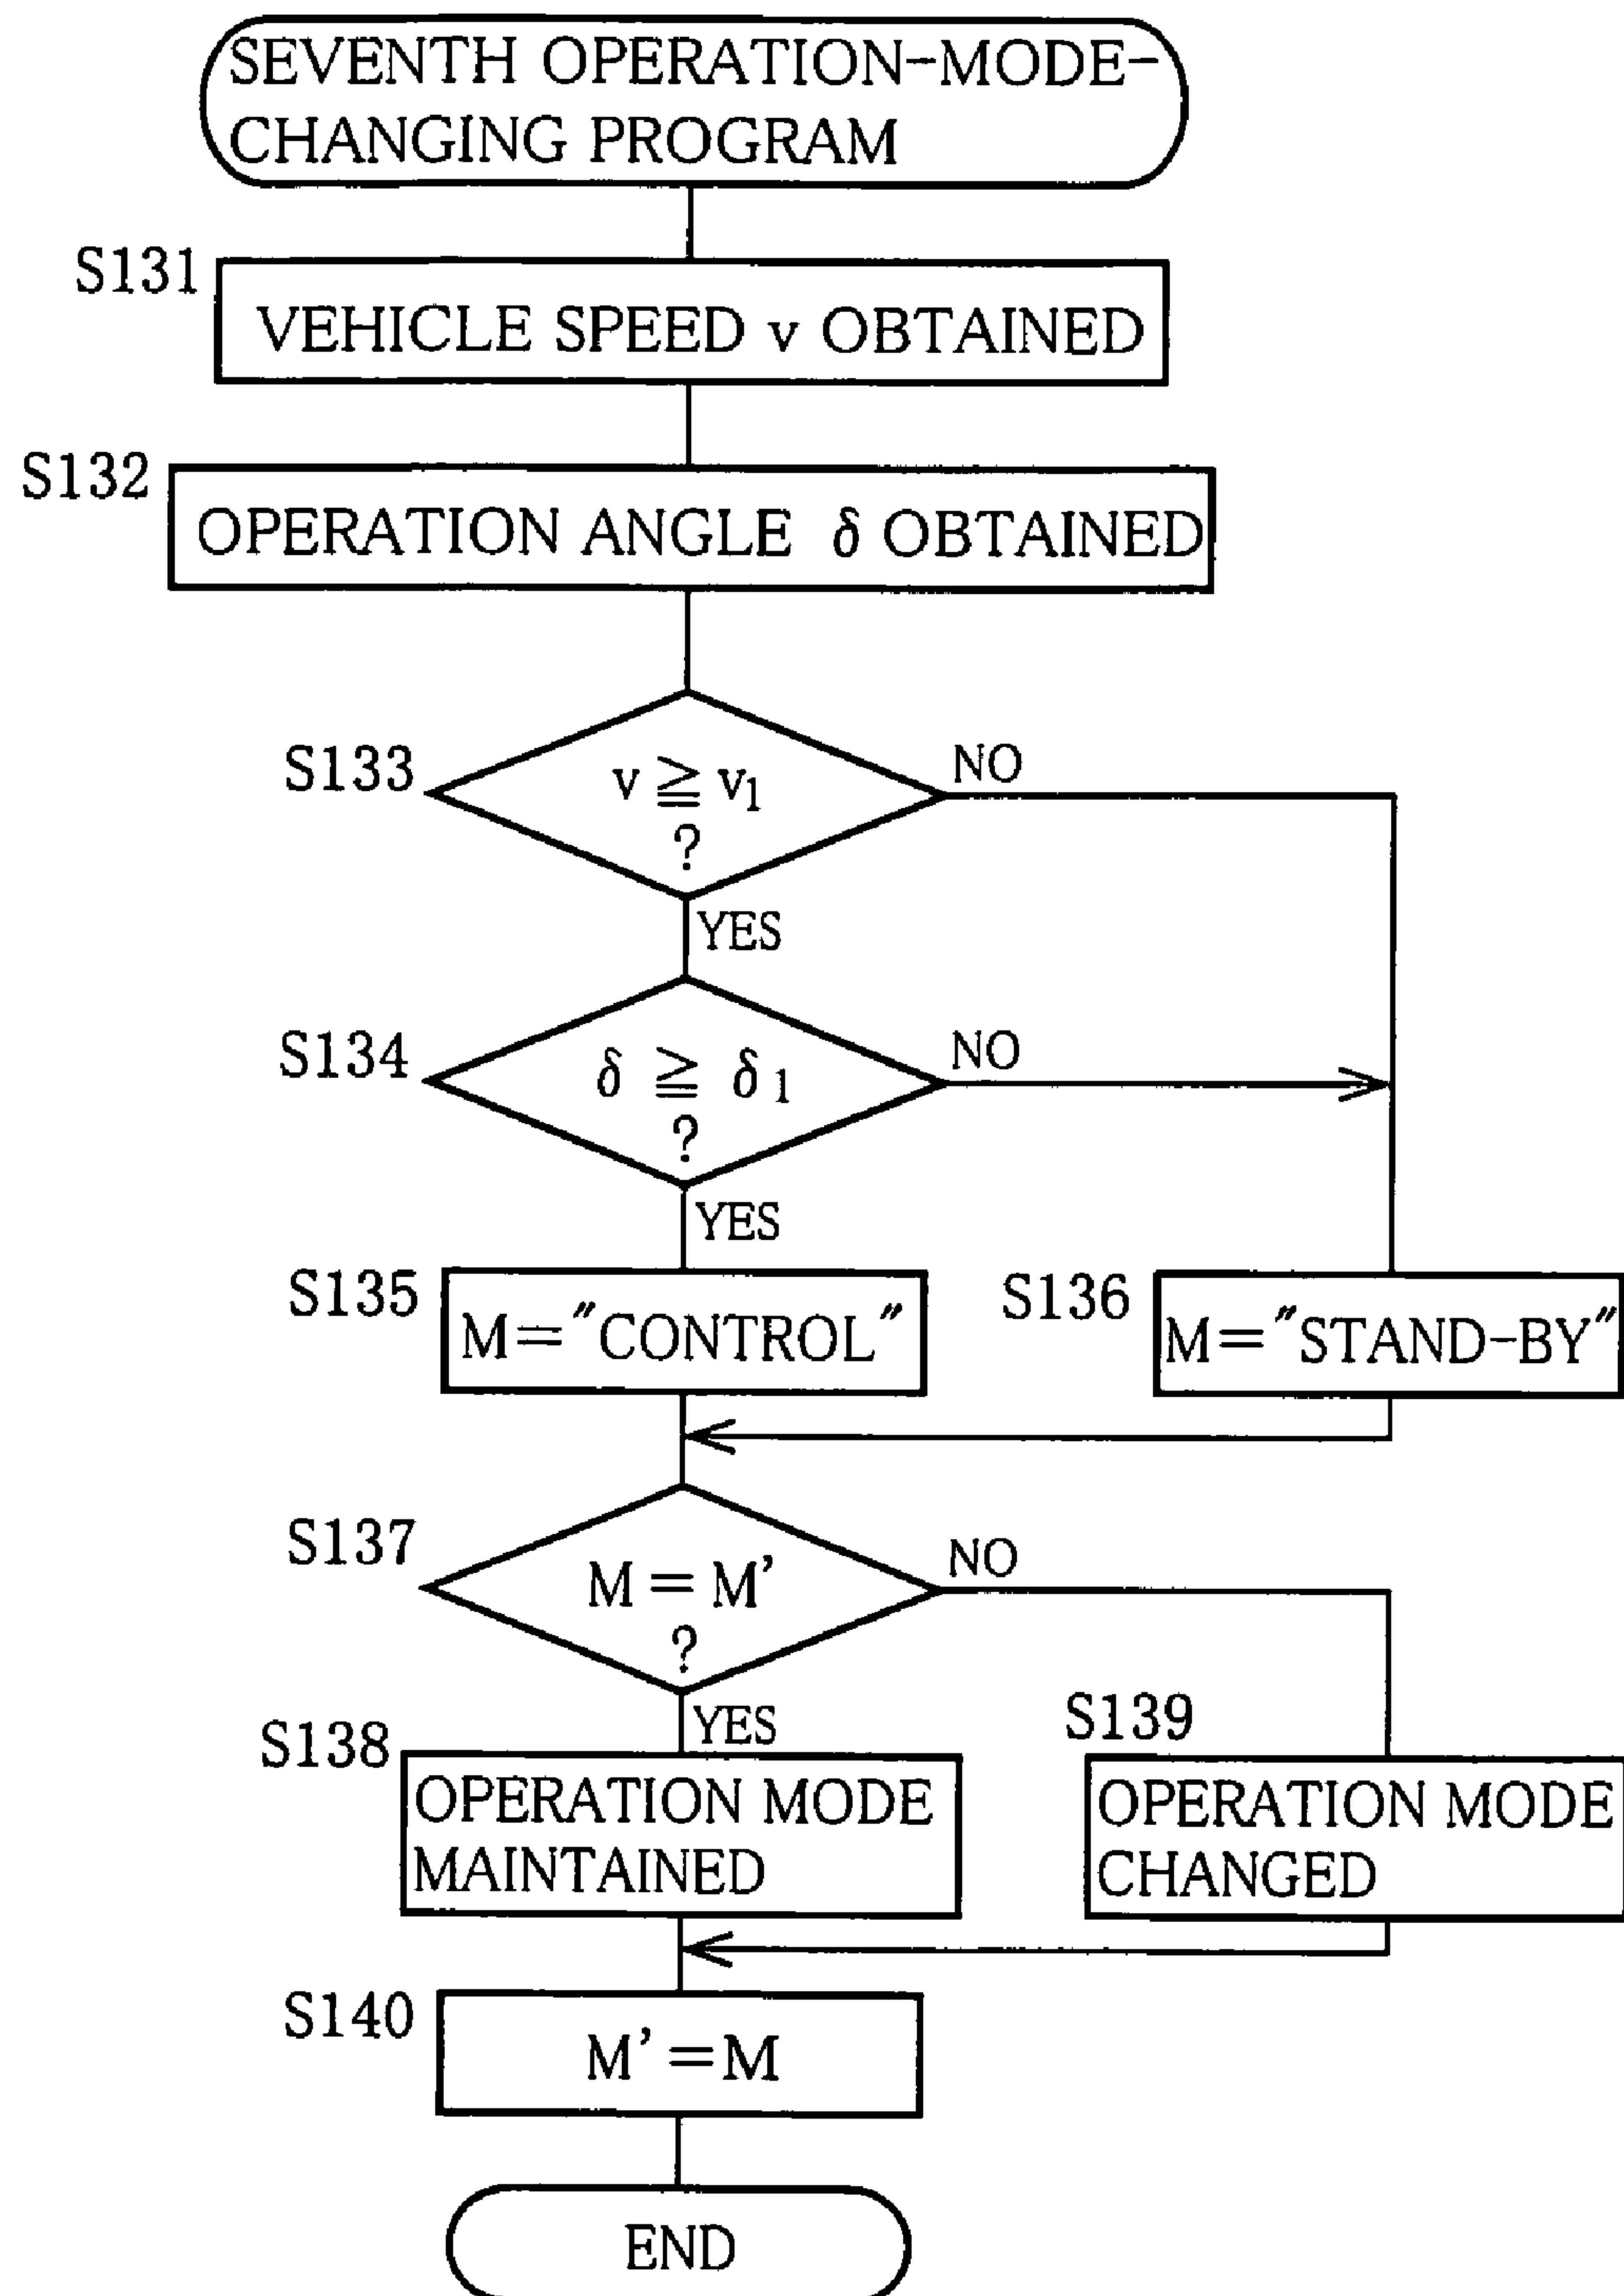 SEVENTH OPERATION-MODE-
CHANGING PROGRAM
S131
VEHICLE SPEED v OBTAINED
S132
OPERATION ANGLE δ OBTAINED
S133
v ≧ v₁
?
NO
YES
S134
δ ≧ δ₁
?
NO
YES
S135
M="CONTROL"
S136
M="STAND-BY"
S137
M = M'
?
NO
YES
S138
OPERATION MODE
MAINTAINED
S139
OPERATION MODE
CHANGED
S140
M'=M
END